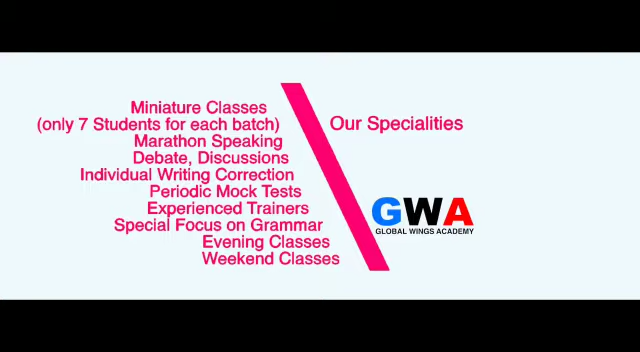 Miniature Classes
(only 7 Students for each batch)
Marathon Speaking
Debate, Discussions
Individual Writing Correction
Periodic Mock Tests
Experienced Trainers
Special Focus on Grammar
Evening Classes
Weekend Classes
Our Specialities
GWA
GLOBAL WINGS ACADEMY